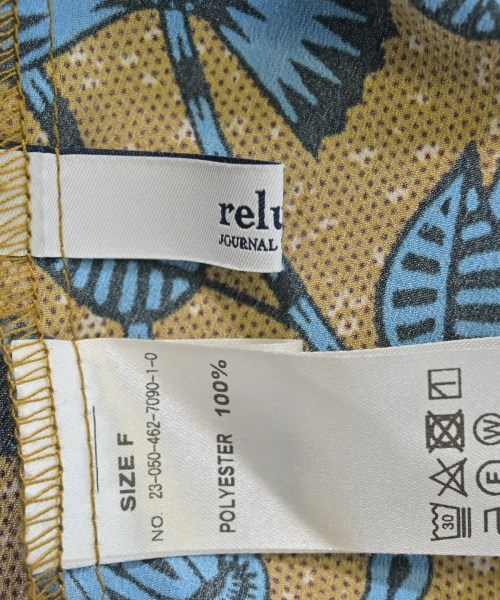 relu
JOURNAL
SIZE F
NO. 23-050-462-7090-1-0
POLYESTER 100%
30
F
W